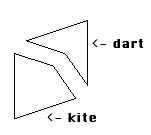 <- dart
<- kite